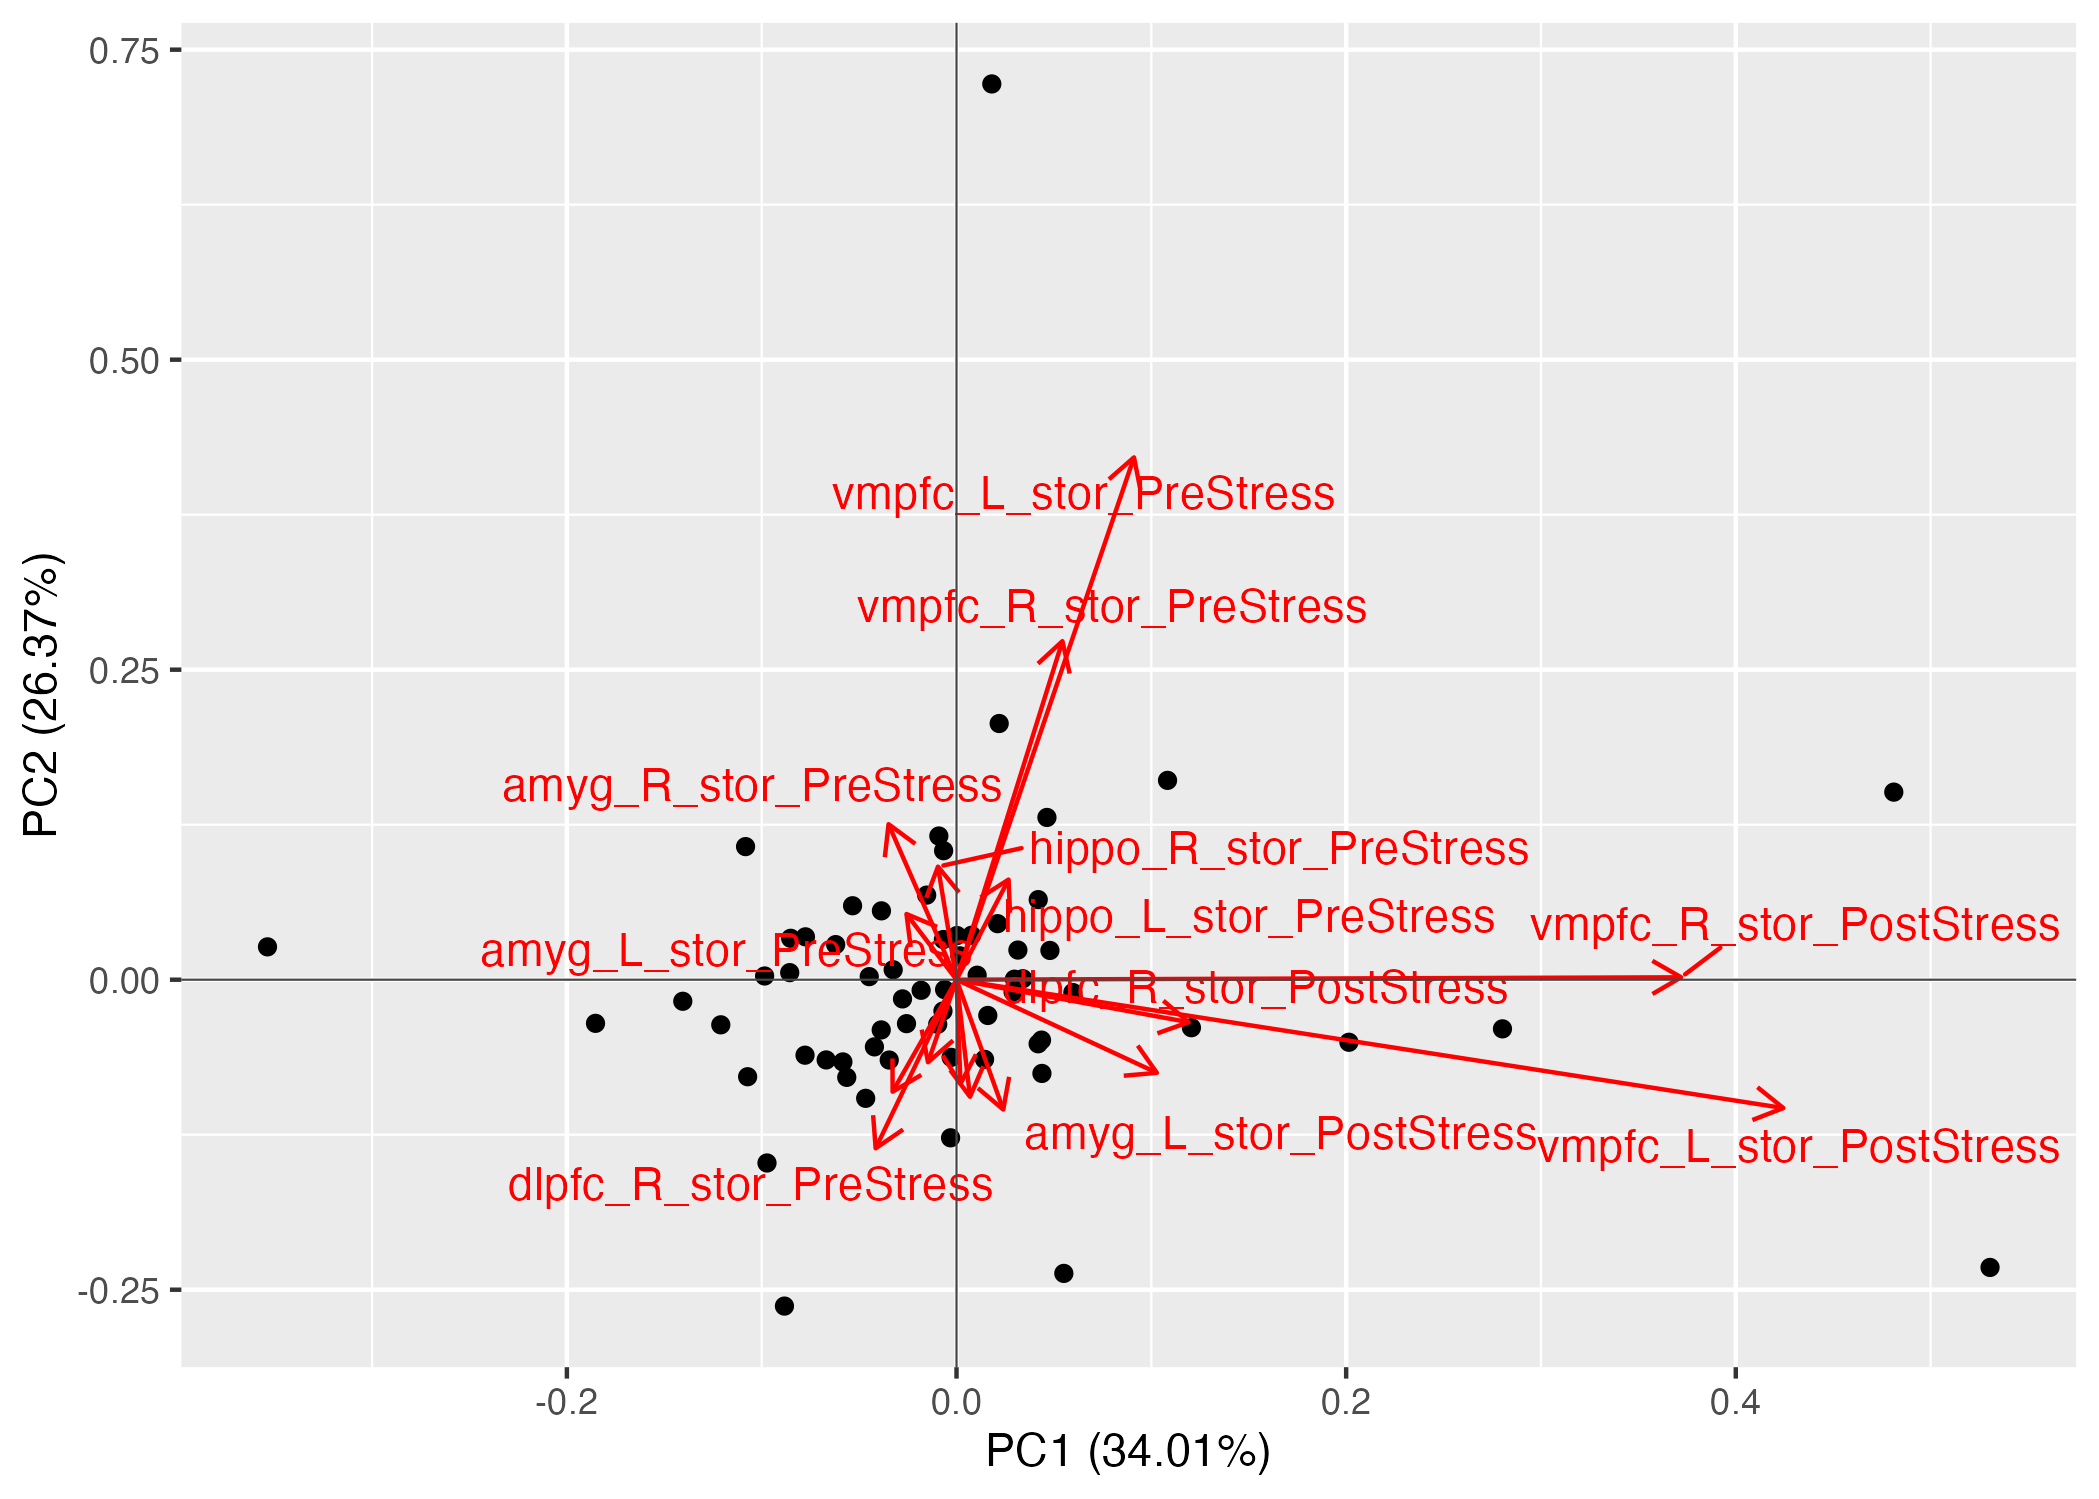 0.75
0.50
0.25
0.00
-0.25
PC2 (26.37%)
vmpfc_L_stor_PreStress
vmpfc_R_stor_PreStress
amyg_R_stor_PreStress
hippo_R_stor_PreStress
hippo_L_stor_PreStress
vmpfc_R_stor_PostStress
amyg_L_stor_PreStress
dlpfc_R_stor_PostStress
amyg_L_stor_PostStress
vmpfc_L_stor_PostStress
dlpfc_R_stor_PreStress
-0.2
0.0
0.2
0.4
PC1 (34.01%)